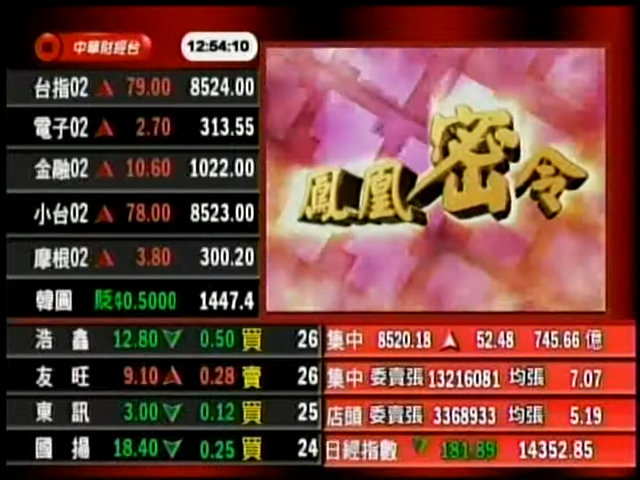 中華財經台 12:54:10
台指02 79.00 8524.00
電子02 2.70 313.55
金融02 10.60 1022.00
小台02 78.00 8523.00
摩根02 3.80 300.20
韓圜 貶40.5000 1447.4
鳳凰密令
浩鑫 12.80 0.50 買 26
友旺 9.10 0.28 賣 26
東訊 3.00 0.12 買 25
國揚 18.40 0.25 買 24
集中 8520.18 52.48 745.66 億
集中 委賣張 13216081 均張 7.07
店頭 委賣張 3368933 均張 5.19
日經指數 181.89 14352.85